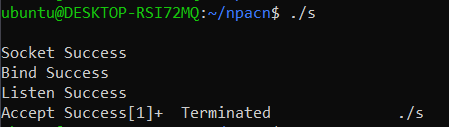 ubuntu@DESKTOP-RSI72MQ:~/npacn$ ./s
Socket Success
Bind Success
Listen Success
Accept Success[1]+  Terminated              ./s